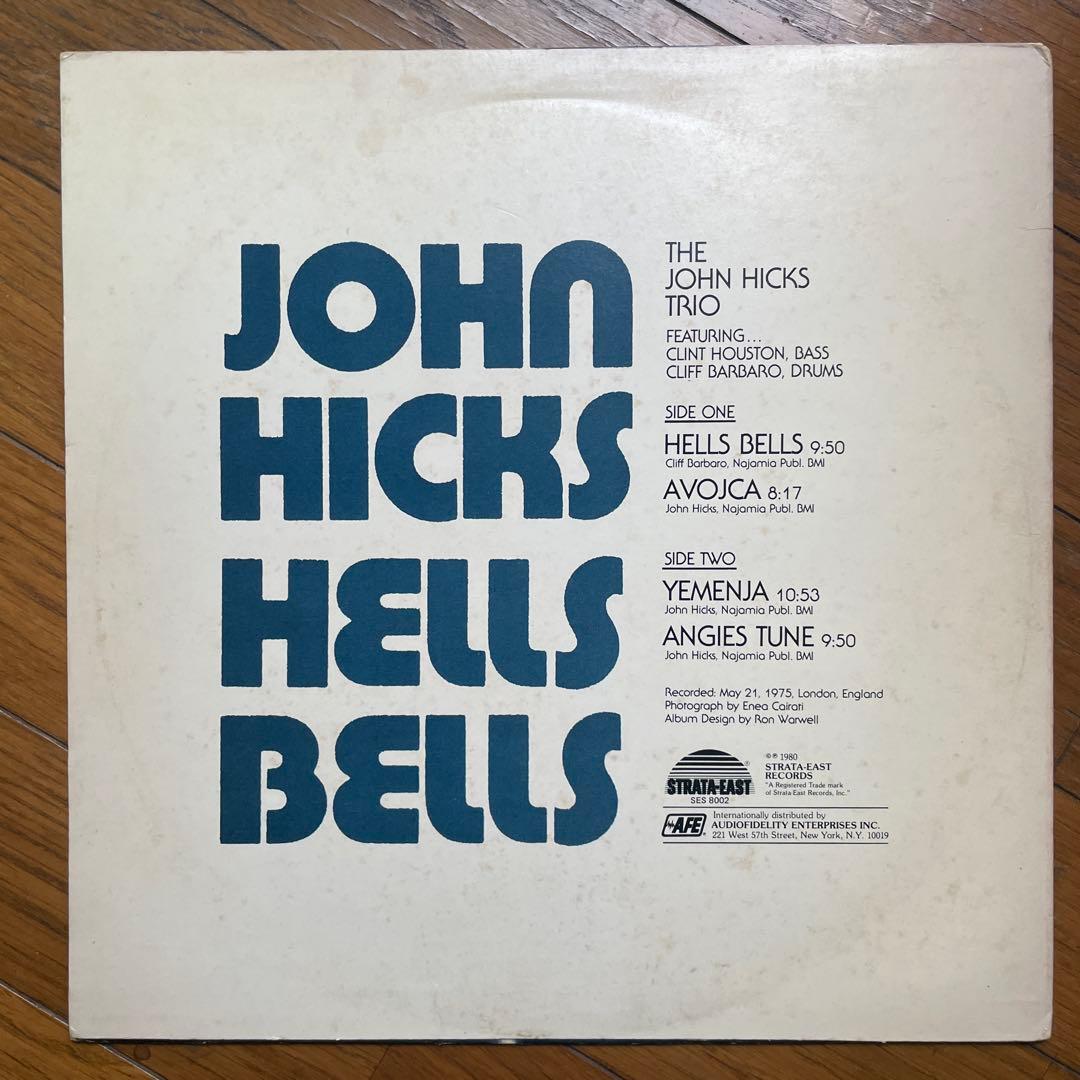 JOHN
HICKS
HELLS
BELLS
THE
JOHN HICKS
TRIO
FEATURING...
CLINT HOUSTON, BASS
CLIFF BARBARO, DRUMS
SIDE ONE
HELLS BELLS 9:50
Cliff Barbaro, Najamia Publ. BMI
AVOJCA 8:17
John Hicks, Najamia Publ. BMI
SIDE TWO
YEMENJA 10:53
John Hicks, Najamia Publ. BMI
ANGIES TUNE 9:50
John Hicks, Najamia Publ. BMI
Recorded: May 21, 1975, London, England
Photograph by Enea Cairati
Album Design by Ron Warwell
STRATA-EAST®
SES 8002
©℗ 1980
STRATA-EAST
RECORDS
"A Registered Trade mark
of Strata-East Records, Inc."
AFE®
Internationally distributed by
AUDIOFIDELITY ENTERPRISES INC.
221 West 57th Street, New York, N.Y. 10019